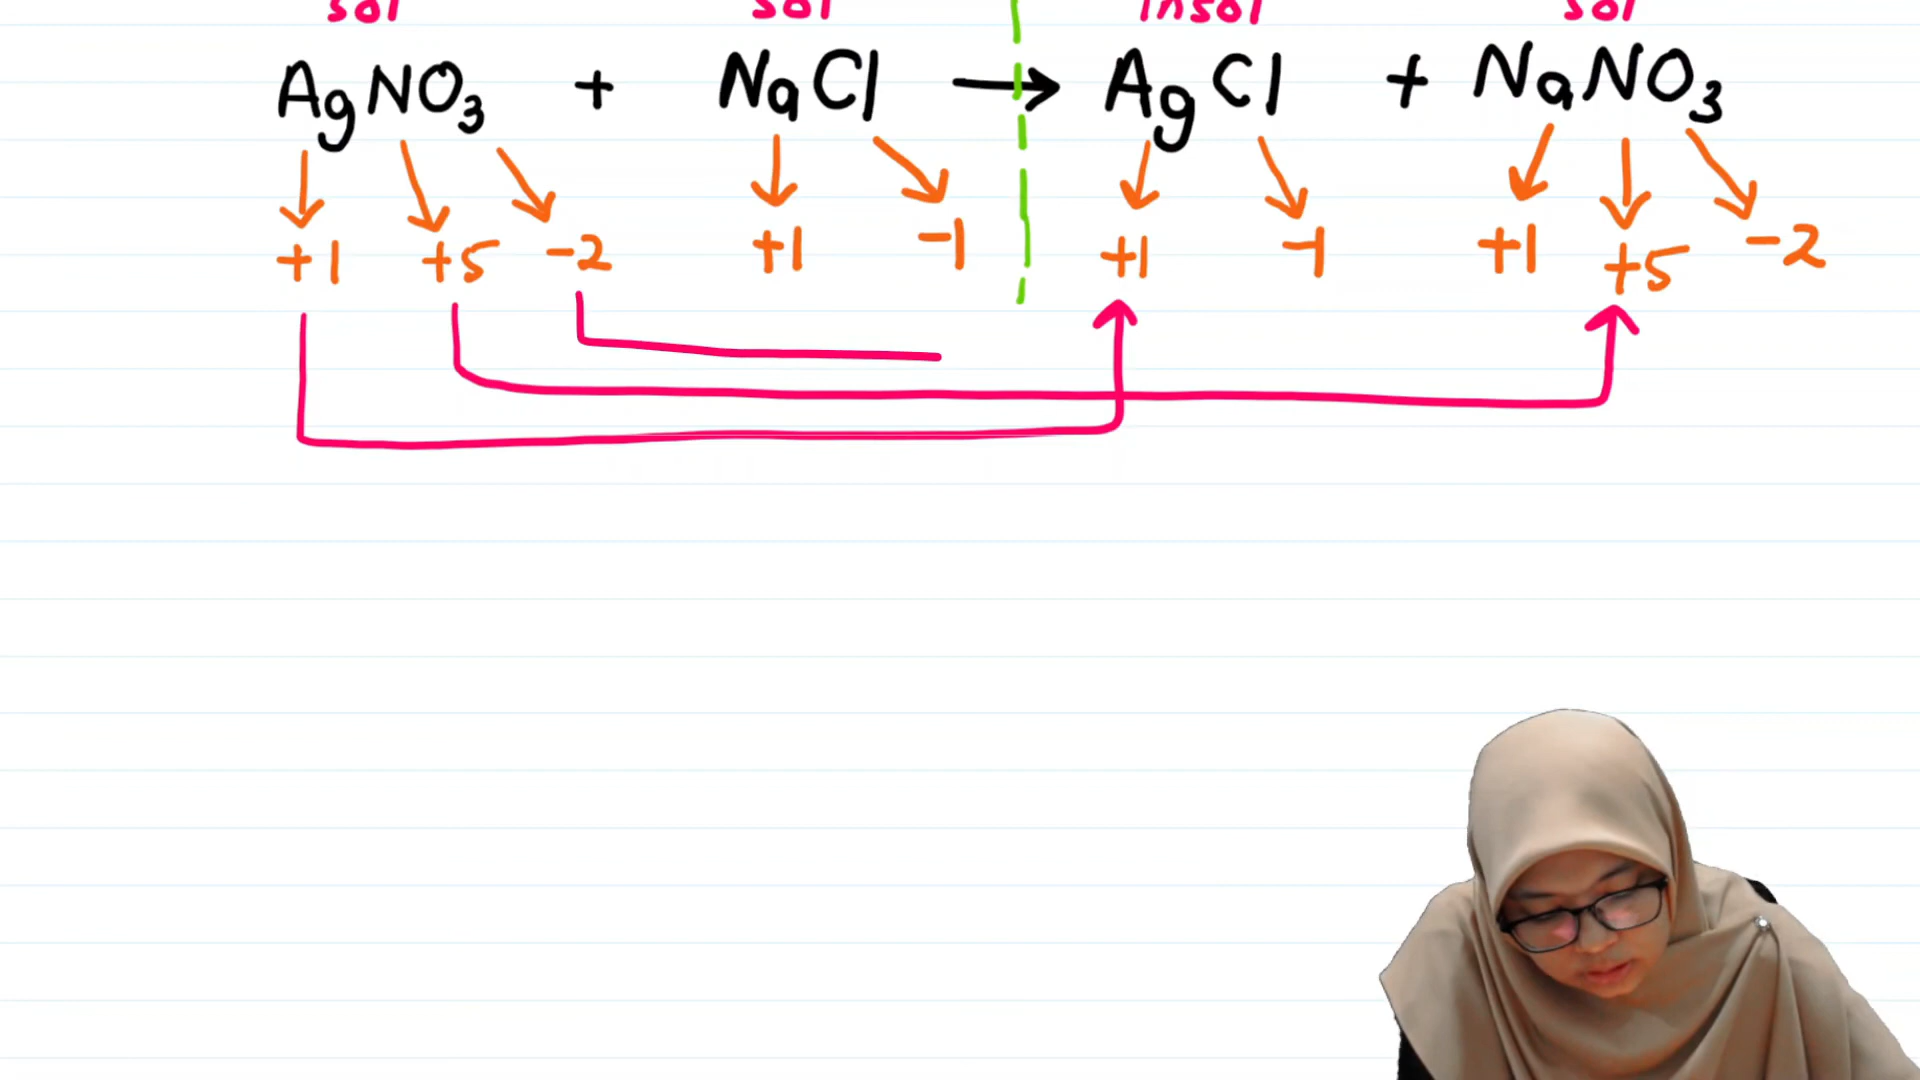 sol sol insol sol
AgNO₃ + NaCl → AgCl + NaNO₃
+1 +5 -2 +1 -1 +1 -1 +1 +5 -2